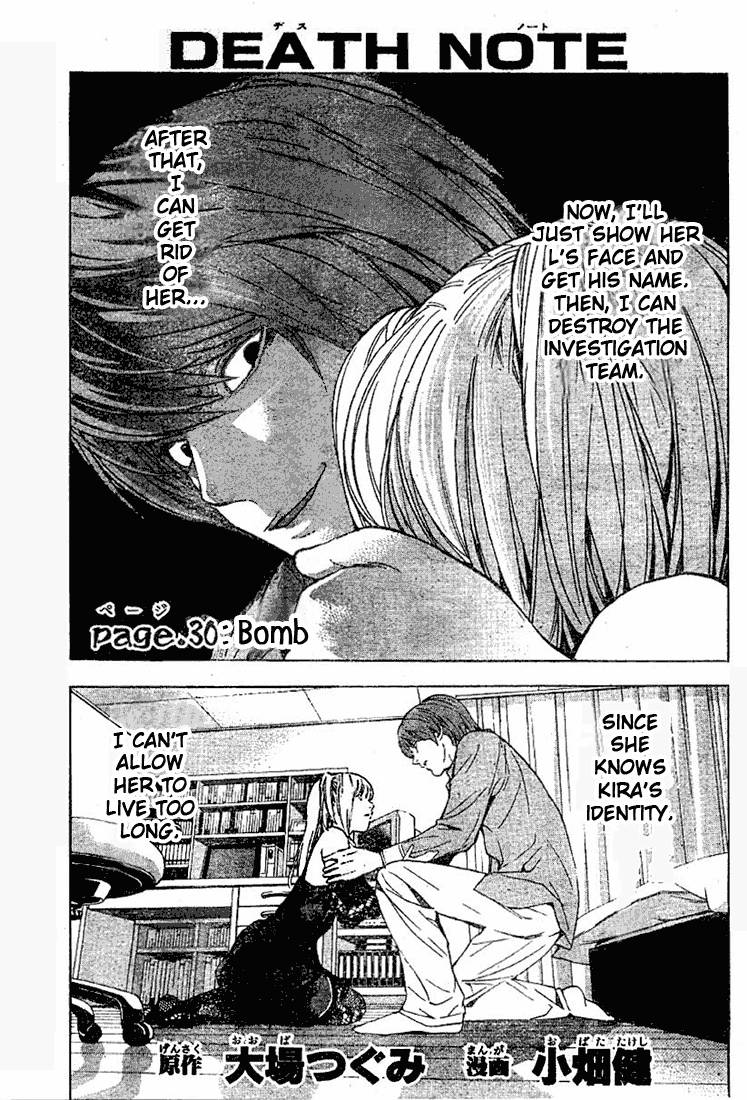 デス ノート
DEATH NOTE
NOW, I'LL
JUST SHOW HER
L'S FACE AND
GET HIS NAME.
THEN, I CAN
DESTROY THE
INVESTIGATION
TEAM.
AFTER
THAT,
I
CAN
GET
RID
OF
HER...
ページ
page.30: Bomb
SINCE
SHE
KNOWS
KIRA'S
IDENTITY.
I CAN'T
ALLOW
HER TO
LIVE TOO
LONG.
げんさく おお ば まんが お ばた たけし
原作 大場つぐみ 漫画 小畑健